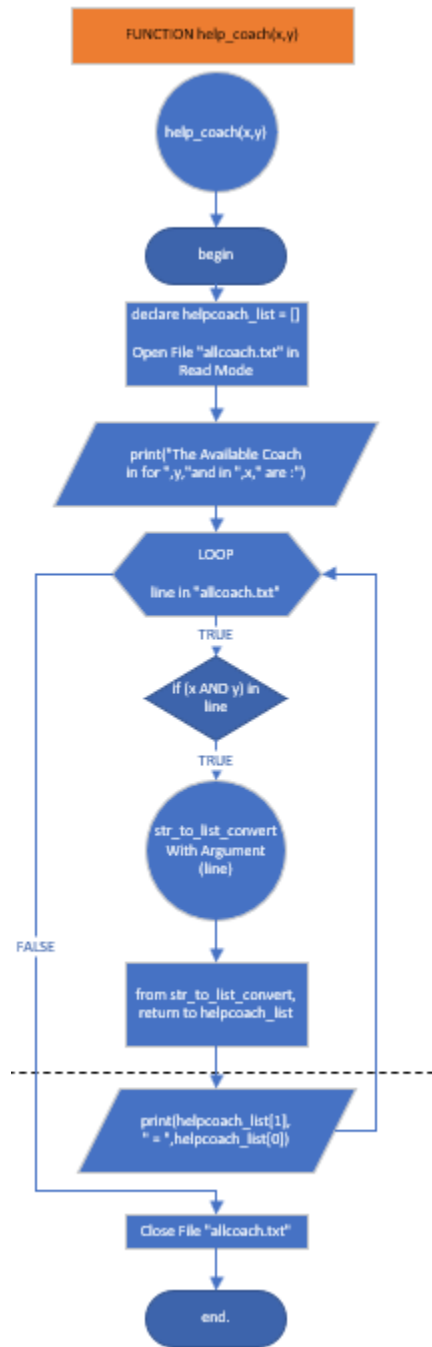 FUNCTION help_coach(x,y)
help_coach(x,y)
begin
declare helpcoach_list = []
Open File "allcoach.txt" in
Read Mode
print("The Available Coach
in for ",y,"and in ",x," are :")
LOOP
line in "allcoach.txt"
TRUE
if (x AND y) in
line
TRUE
str_to_list_convert
With Argument
(line)
FALSE
from str_to_list_convert,
return to helpcoach_list
print(helpcoach_list[1],
" = ",helpcoach_list[0])
Close File "allcoach.txt"
end.